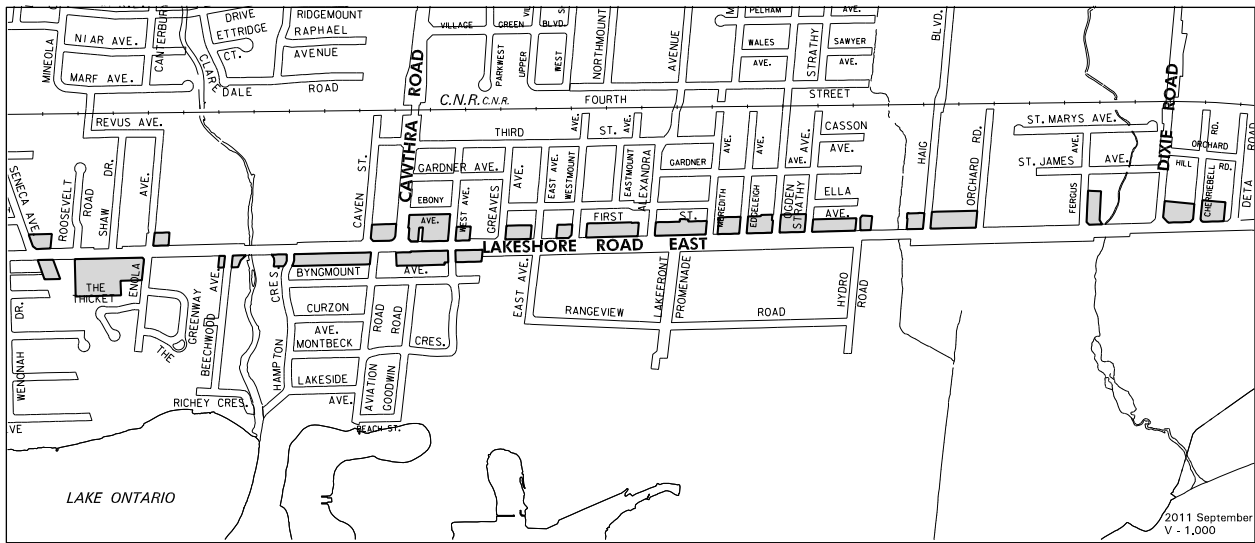 DRIVE
ETTRIDGE
CT.
RIDGEMOUNT
RAPHAEL
AVENUE
NIAR AVE.
MINEOLA
CANTERBURY
MARF AVE.
CLARE
DALE ROAD
VILLAGE GREEN BLVD.
PARKWEST
UPPER
WEST
NORTHMOUNT
AVENUE
PELHAM AVE.
WALES AVE.
STRATHY
SAWYER AVE.
BLVD.
CAWTHRA ROAD
DIXIE ROAD
C.N.R. C.N.R.
FOURTH STREET
REVUS AVE.
THIRD ST.
CASSON AVE.
ST. MARYS AVE.
ORCHARD RD.
HILL
ST. JAMES AVE.
FERGUS AVE.
CHERRIEBELL RD.
DETA ROAD
SENECA AVE.
ROOSEVELT ROAD
SHAW DR.
AVE.
ENOLA
CAVEN ST.
GARDNER AVE.
EBONY AVE.
WEST AVE.
GREAVES AVE.
EAST AVE.
WESTMOUNT AVE.
EASTMOUNT AVE.
ALEXANDRA
GARDNER
FIRST ST.
MEREDITH AVE.
EDGELEIGH AVE.
OGDEN AVE.
STRATHY AVE.
ELLA AVE.
HAIG
ORCHARD RD.
LAKESHORE ROAD EAST
THE THICKET
BYNGMOUNT AVE.
CURZON AVE.
MONTBECK CRES.
LAKESIDE AVE.
AVIATION ROAD
GOODWIN ROAD
BEACH ST.
HAMPTON CRES.
BEECHWOOD AVE.
THE GREENWAY
RICHEY CRES.
WENONAH DR.
VE
EAST AVE.
RANGEVIEW ROAD
LAKEFRONT PROMENADE
HYDRO ROAD
LAKE ONTARIO
2011 September
V - 1.000